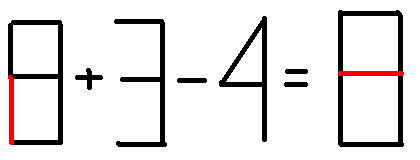 8 + 3 - 4 = 8